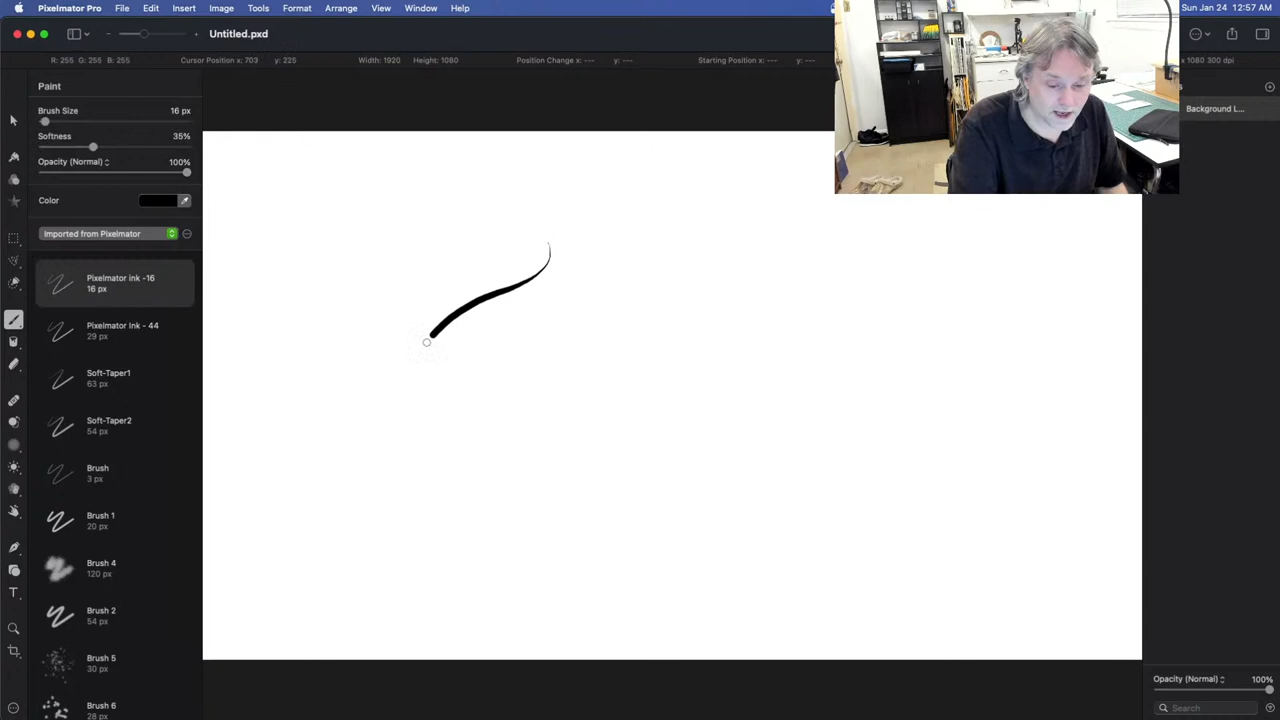 Pixelmator Pro File Edit Insert Image Tools Format Arrange View Window Help
Sun Jan 24 12:57 AM
Untitled.pxd
R: 255 G: 255 B: 255 Cursor Position x: 703 y: 225 Width: 1920 Height: 1080 Position Change x: --- y: --- Starting Position x: --- y: ---
x 1080 300 dpi
Paint
Brush Size 16 px
Softness 35%
Opacity (Normal) 100%
Color
Imported from Pixelmator
Pixelmator ink -16
16 px
Pixelmator Ink - 44
29 px
Soft-Taper1
63 px
Soft-Taper2
54 px
Brush
3 px
Brush 1
20 px
Brush 4
120 px
Brush 2
54 px
Brush 5
30 px
Brush 6
28 px
Background L...
Opacity (Normal) 100%
Search
T